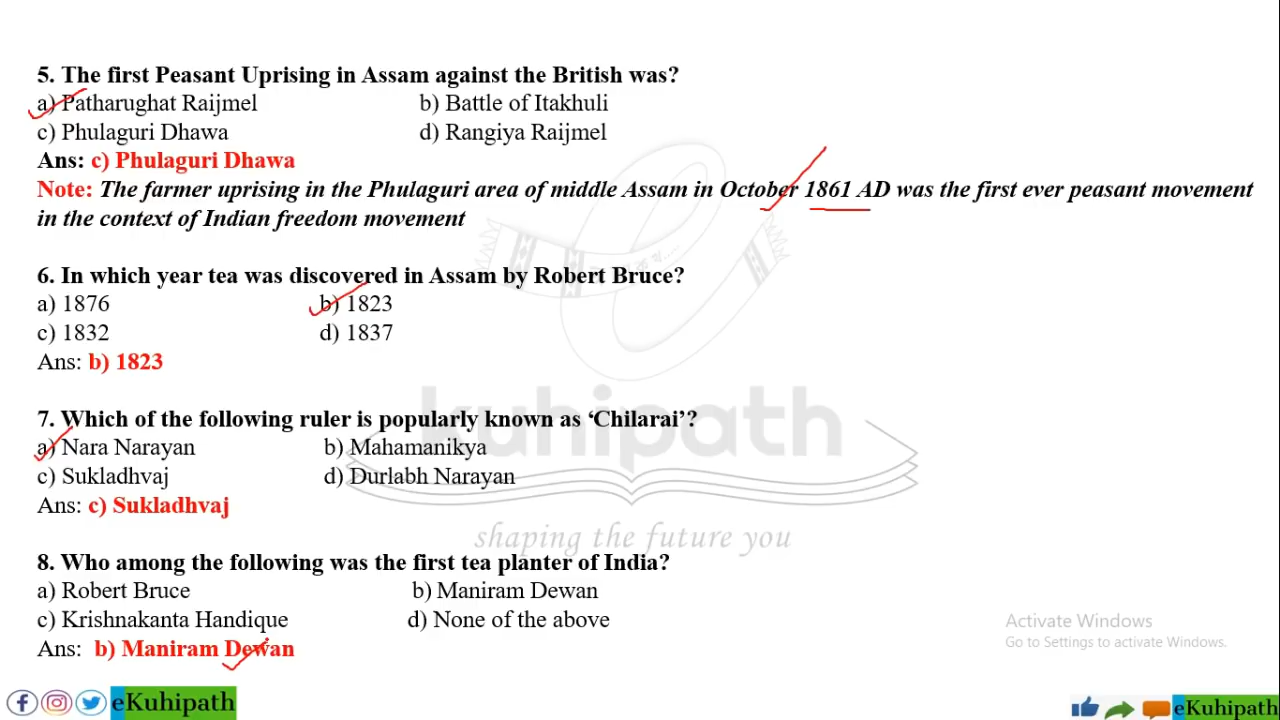 5. The first Peasant Uprising in Assam against the British was?
a) Patharughat Raijmel b) Battle of Itakhuli
c) Phulaguri Dhawa d) Rangiya Raijmel
Ans: c) Phulaguri Dhawa
Note: The farmer uprising in the Phulaguri area of middle Assam in October 1861 AD was the first ever peasant movement
in the context of Indian freedom movement
6. In which year tea was discovered in Assam by Robert Bruce?
a) 1876 b) 1823
c) 1832 d) 1837
Ans: b) 1823
7. Which of the following ruler is popularly known as ‘Chilarai’?
a) Nara Narayan b) Mahamanikya
c) Sukladhvaj d) Durlabh Narayan
Ans: c) Sukladhvaj
8. Who among the following was the first tea planter of India?
a) Robert Bruce b) Maniram Dewan
c) Krishnakanta Handique d) None of the above
Ans: b) Maniram Dewan
kuhipath
shaping the future you
Activate Windows
Go to Settings to activate Windows.
eKuhipath eKuhipath